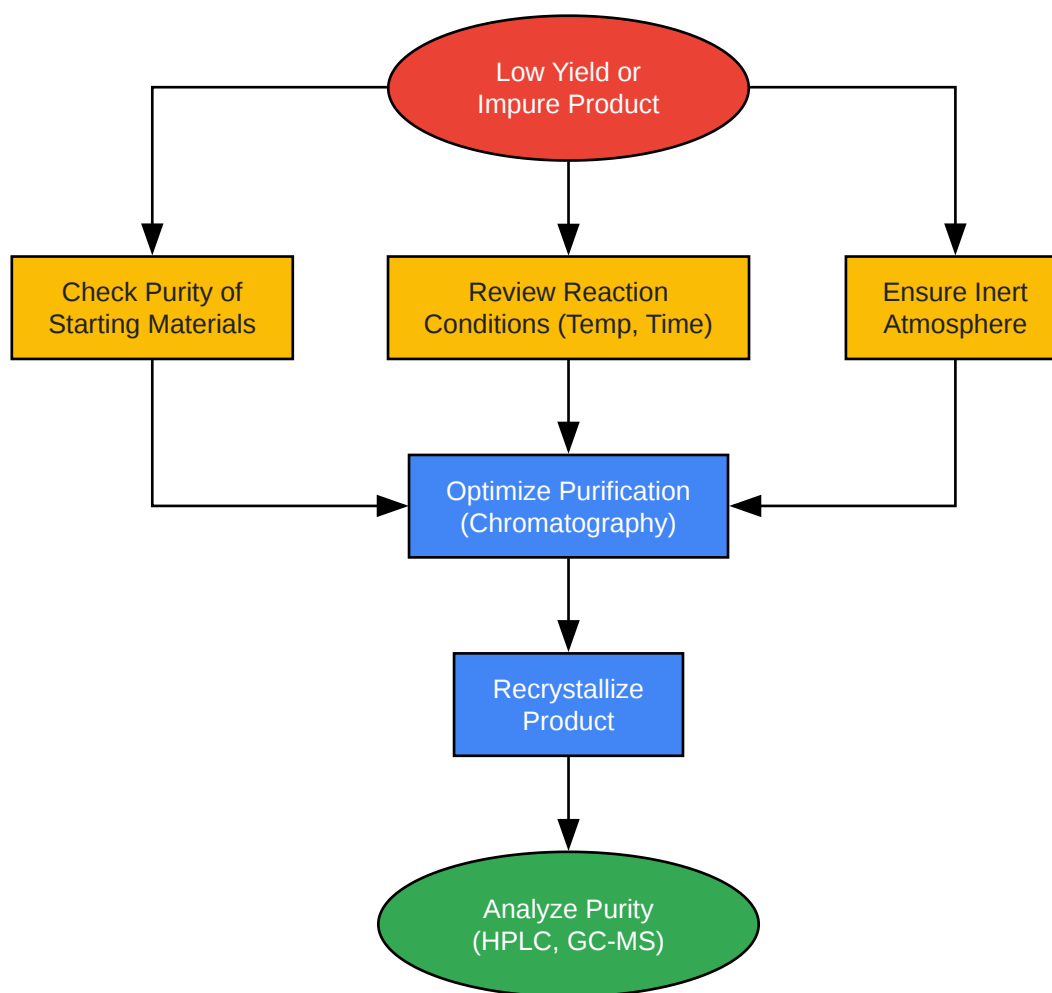 Low Yield or
Impure Product
Check Purity of
Starting Materials
Review Reaction
Conditions (Temp, Time)
Ensure Inert
Atmosphere
Optimize Purification
(Chromatography)
Recrystallize
Product
Analyze Purity
(HPLC, GC-MS)